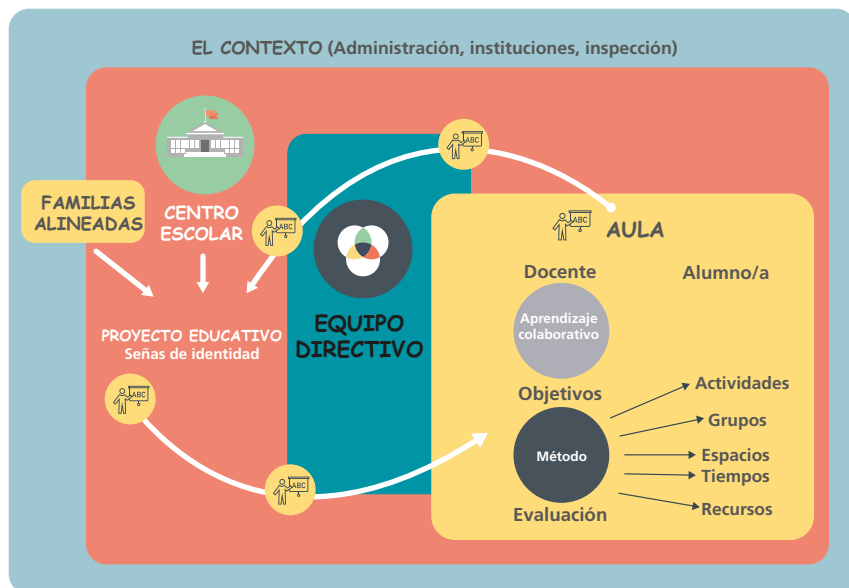 EL CONTEXTO (Administración, instituciones, inspección)
FAMILIAS
ALINEADAS
CENTRO
ESCOLAR
ABC
ABC
PROYECTO EDUCATIVO
Señas de identidad
ABC
ABC
EQUIPO
DIRECTIVO
ABC
AULA
Docente
Alumno/a
Aprendizaje
colaborativo
Objetivos
Método
Evaluación
Actividades
Grupos
Espacios
Tiempos
Recursos